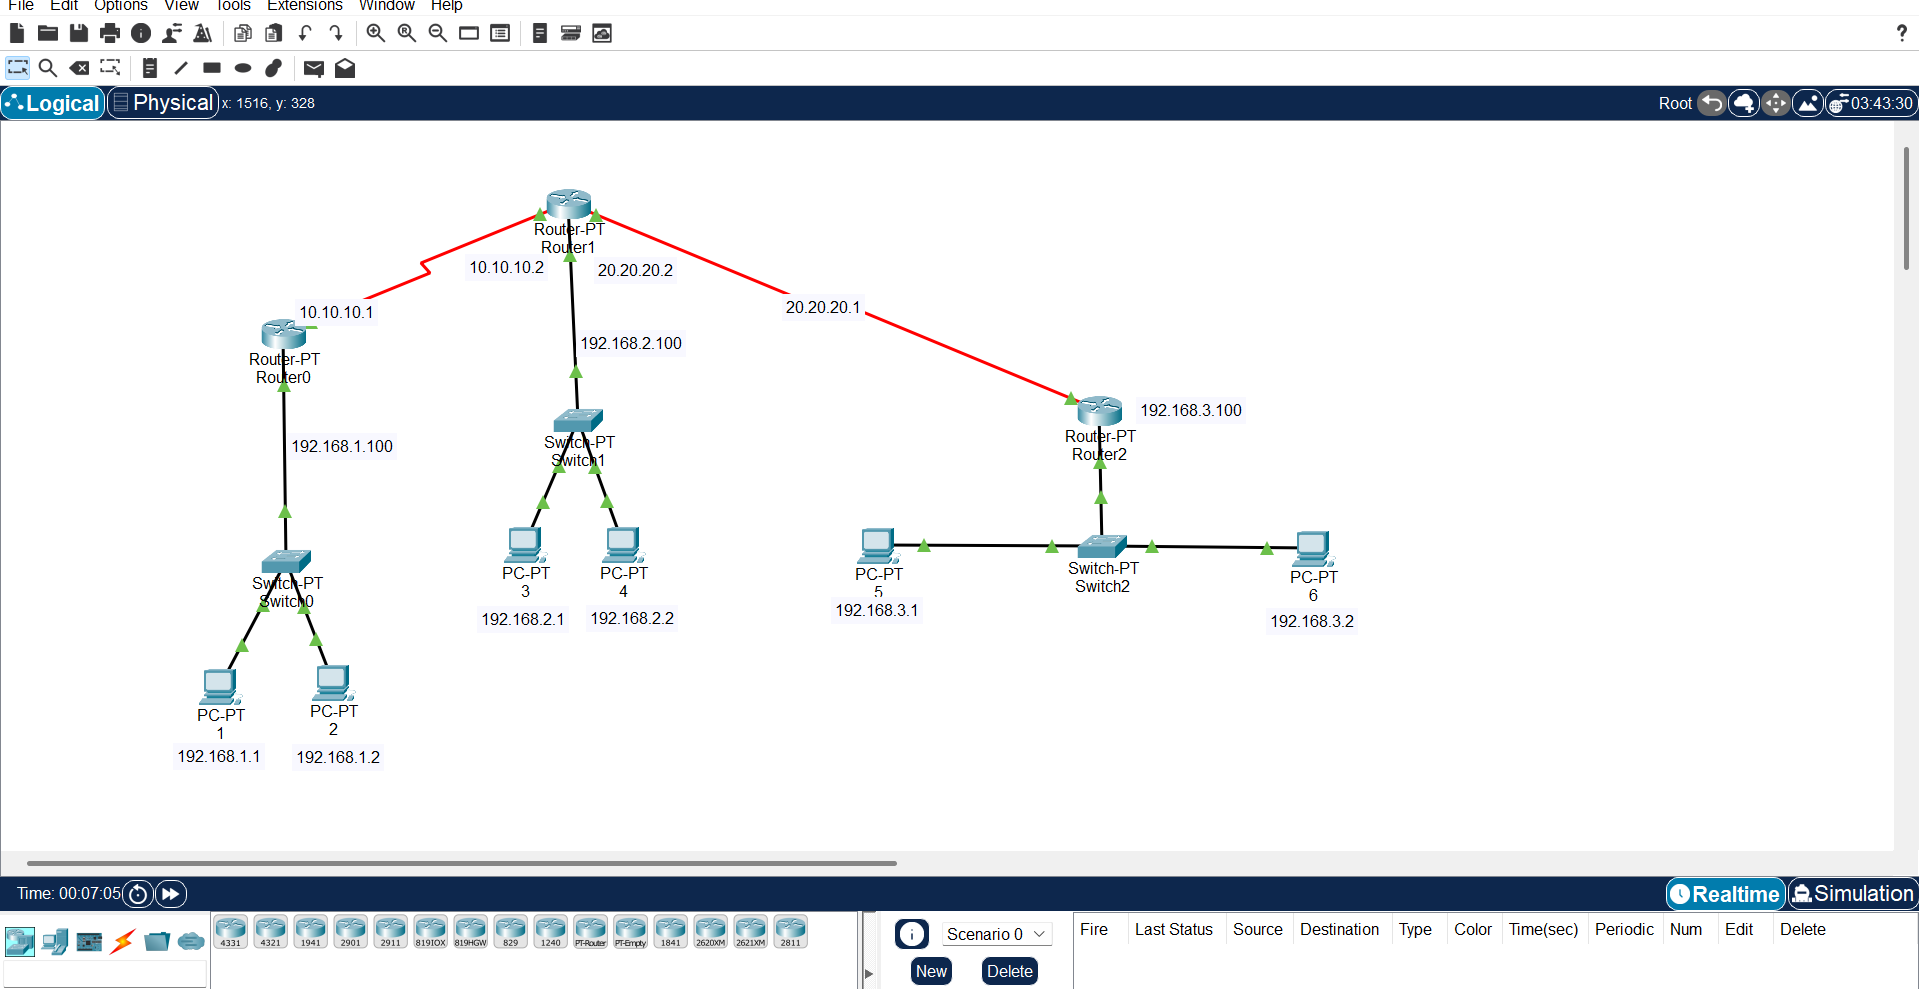 File Edit Options View Tools Extensions Window Help
?
Logical Physical x: 1516, y: 328 Root 03:43:30
Router-PT
Router1
10.10.10.2 20.20.20.2
10.10.10.1
20.20.20.1
Router-PT
Router0
192.168.2.100
192.168.1.100
192.168.3.100
Router-PT
Router2
Switch-PT
Switch1
Switch-PT
Switch0
Switch-PT
Switch2
PC-PT
3
192.168.2.1
PC-PT
4
192.168.2.2
PC-PT
5
192.168.3.1
PC-PT
6
192.168.3.2
PC-PT
1
192.168.1.1
PC-PT
2
192.168.1.2
Time: 00:07:05 Realtime Simulation
4331 4321 1941 2901 2911 819IOX 819HGW 829 1240 PT-Router PT-Empty 1841 2620XM 2621XM 2811
Scenario 0
New Delete
Fire Last Status Source Destination Type Color Time(sec) Periodic Num Edit Delete